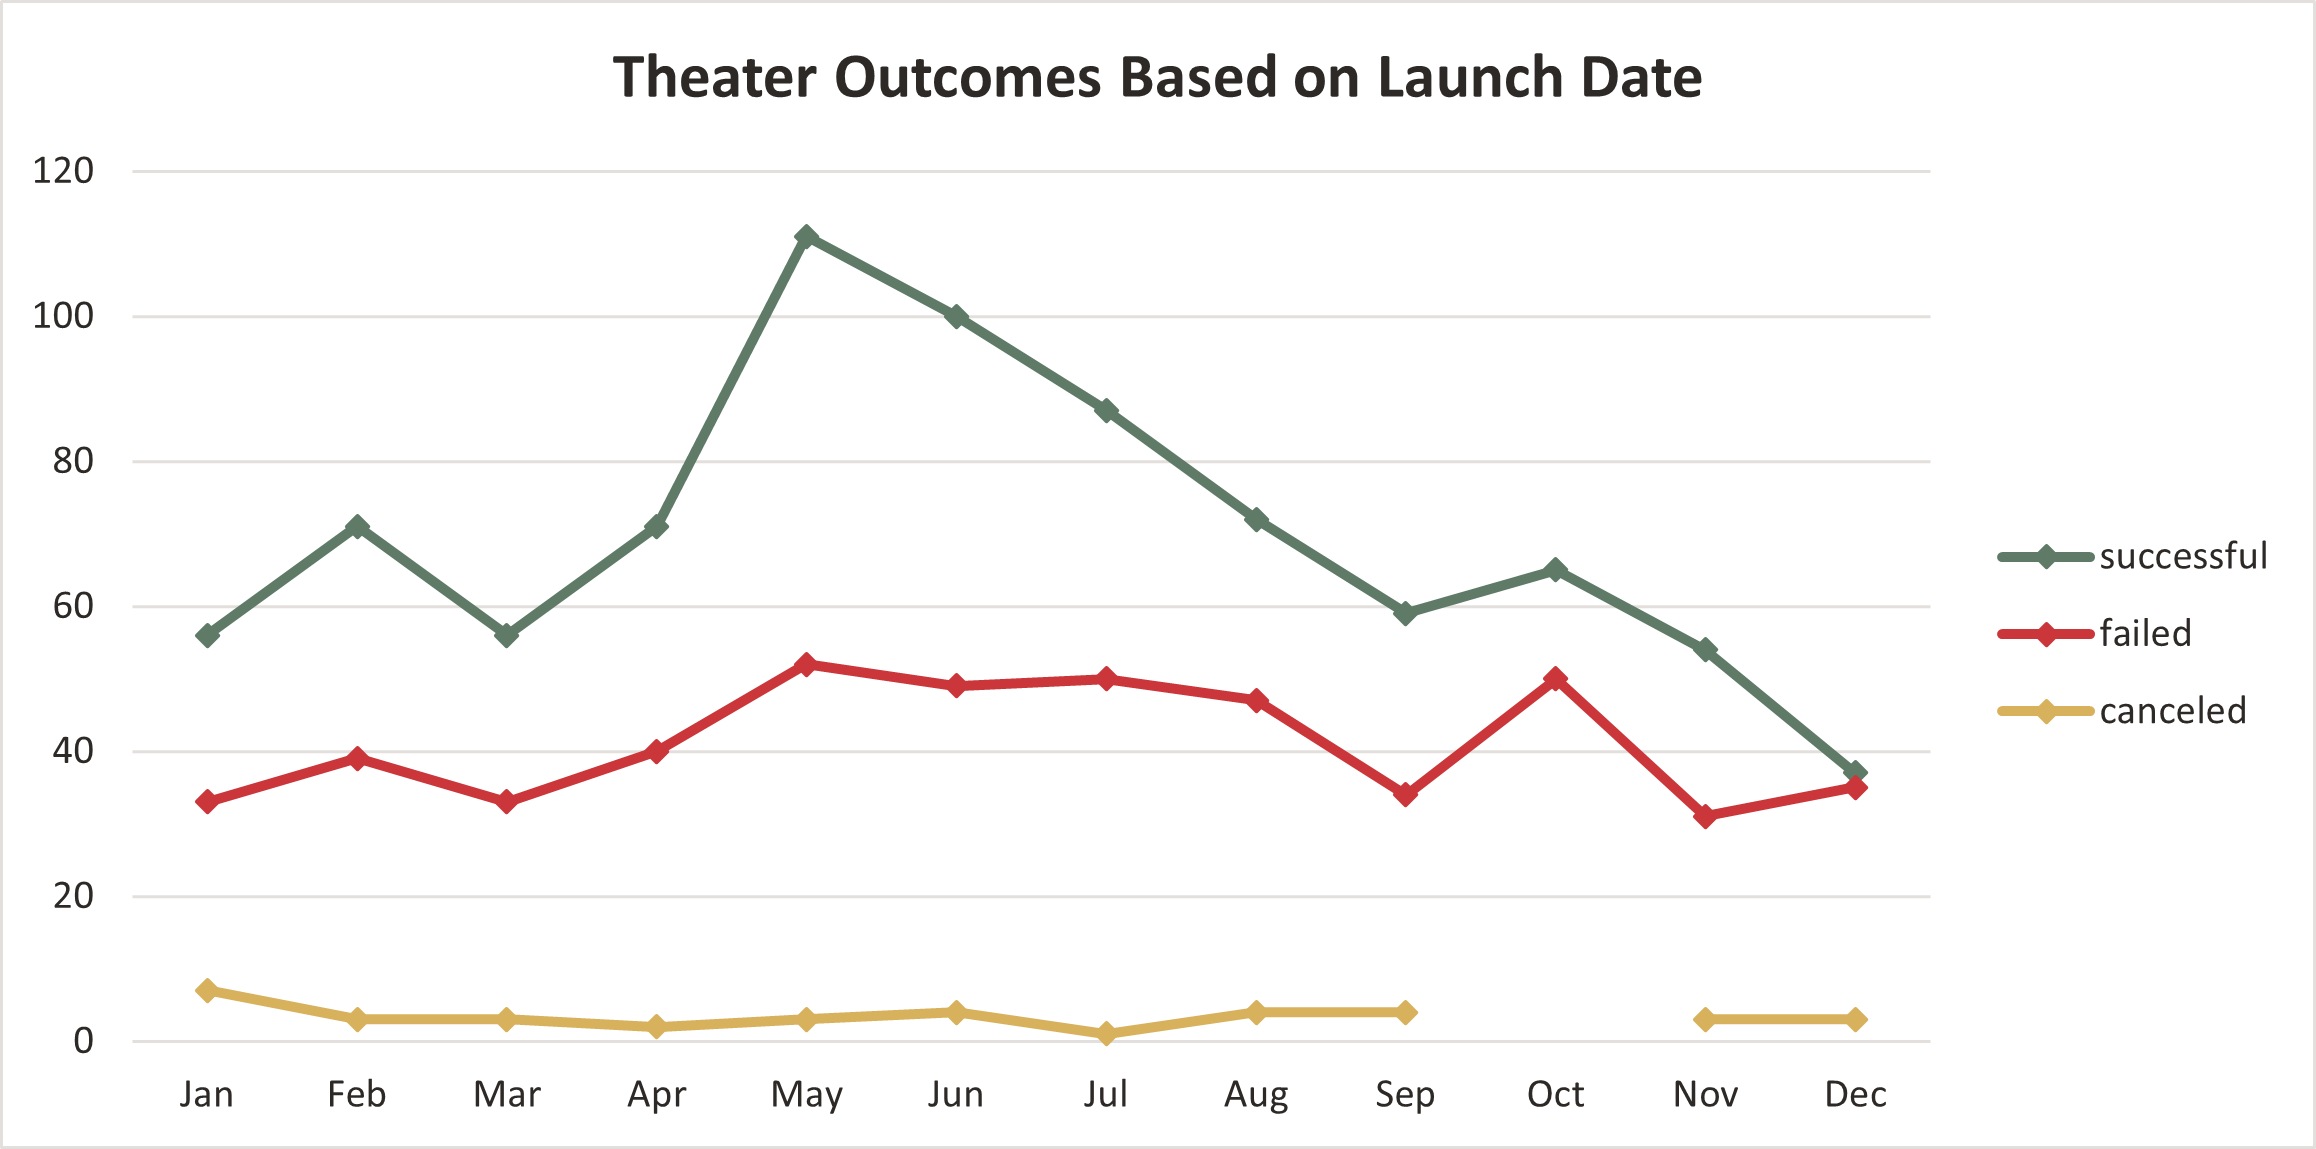 Theater Outcomes Based on Launch Date
120
100
80
60
40
20
0
Jan Feb Mar Apr May Jun Jul Aug Sep Oct Nov Dec
successful
failed
canceled